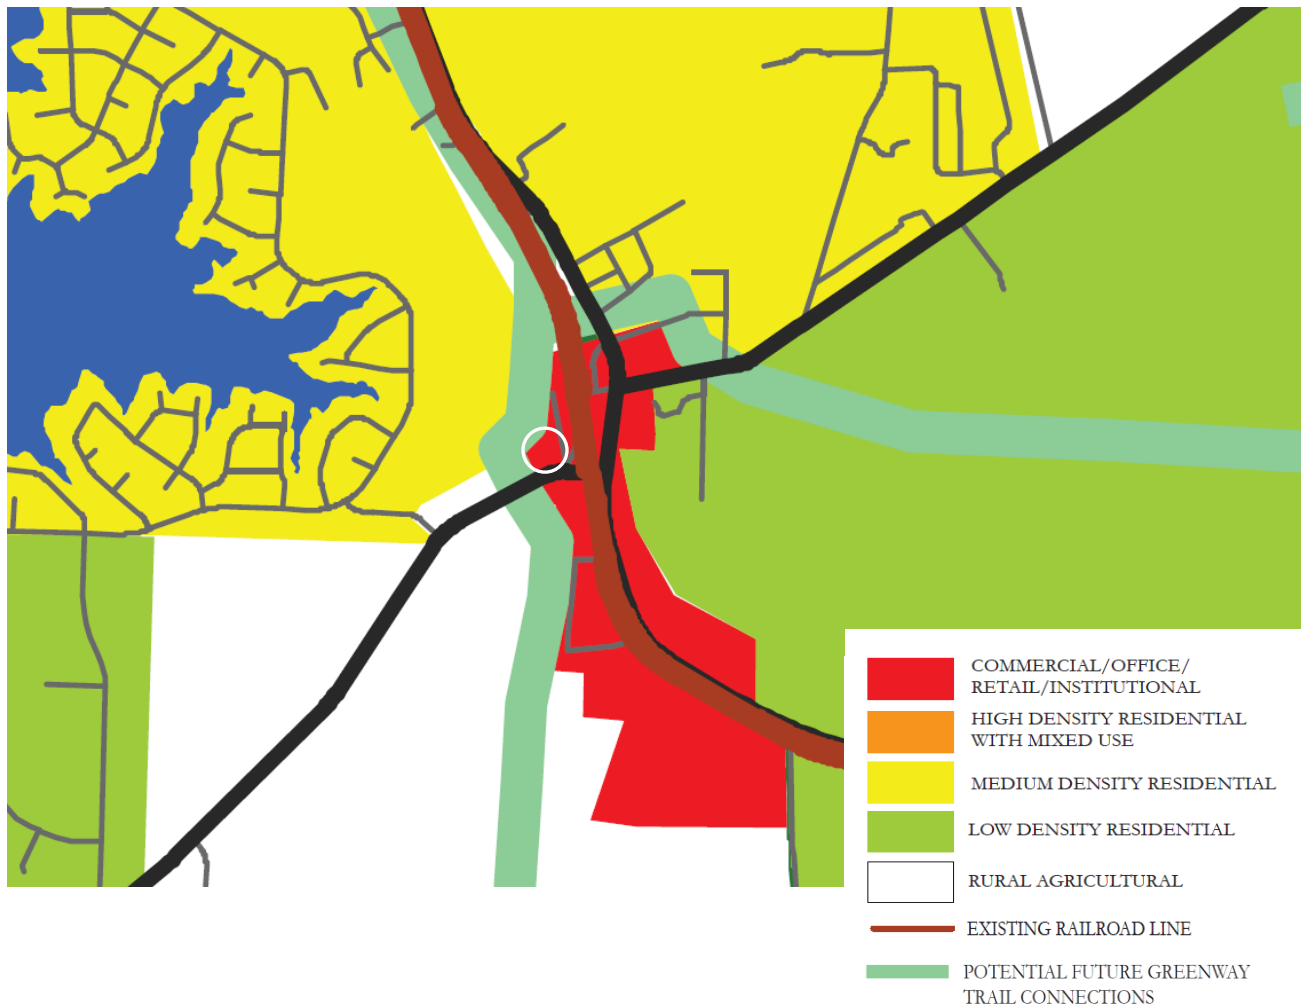 COMMERCIAL/OFFICE/
RETAIL/INSTITUTIONAL
HIGH DENSITY RESIDENTIAL
WITH MIXED USE
MEDIUM DENSITY RESIDENTIAL
LOW DENSITY RESIDENTIAL
RURAL AGRICULTURAL
EXISTING RAILROAD LINE
POTENTIAL FUTURE GREENWAY
TRAIL CONNECTIONS